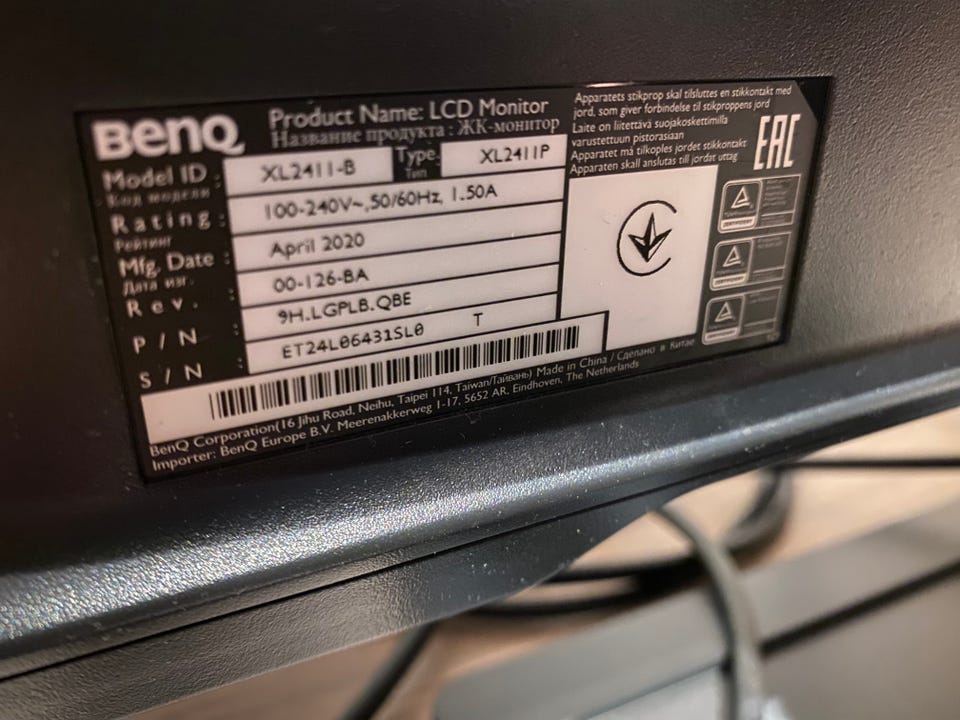 BenQ
Product Name: LCD Monitor
Название продукта : ЖК-монитор
Model ID : XL2411-B Type: XL2411P
Код модели Тип
Rating : 100-240V~,50/60Hz, 1.50A
Рейтинг
Mfg. Date : April 2020
Дата изг.
Rev. : 00-126-BA
P/N : 9H.LGPLB.QBE
S/N : ET24L06431SL0 T
BenQ Corporation(16 Jihu Road, Neihu, Taipei 114, Taiwan/Тайвань) Made in China / Сделано в Китае
Importer: BenQ Europe B.V. Meerenakkerweg 1-17, 5652 AR, Eindhoven, The Netherlands
Apparatets stikprop skal tilsluttes en stikkontakt med
jord, som giver forbindelse til stikproppens jord
Laite on liitettävä suojakoskettimilla
varustettuun pistorasiaan
Apparatet må tilkoples jordet stikkontakt
Apparaten skall anslutas till jordat uttag
EAC